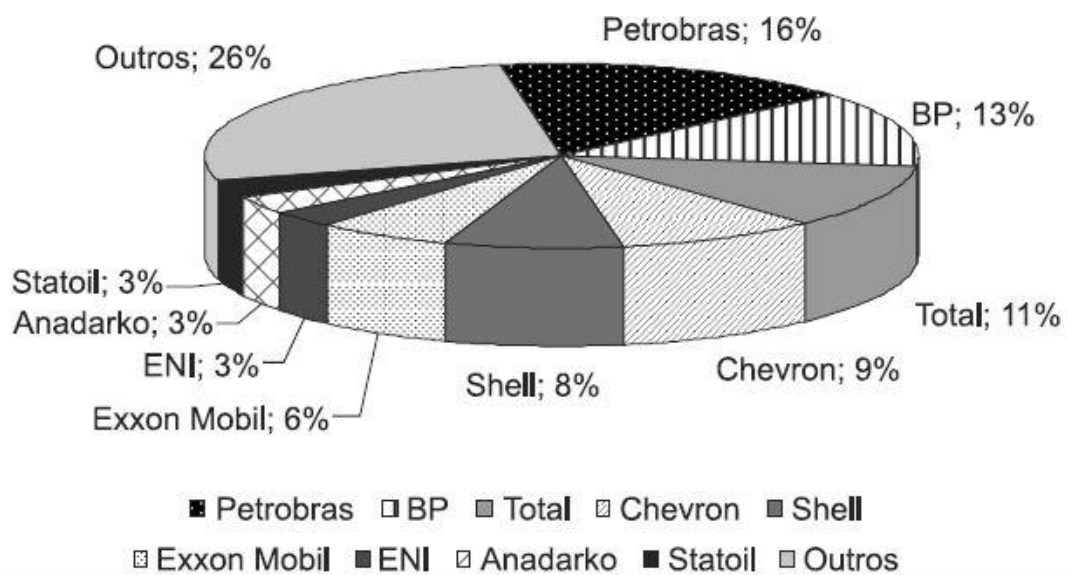 Petrobras; 16%
Outros; 26%
BP; 13%
Statoil; 3%
Anadarko; 3%
Total; 11%
ENI; 3%
Chevron; 9%
Shell; 8%
Exxon Mobil; 6%
Petrobras BP Total Chevron Shell
Exxon Mobil ENI Anadarko Statoil Outros